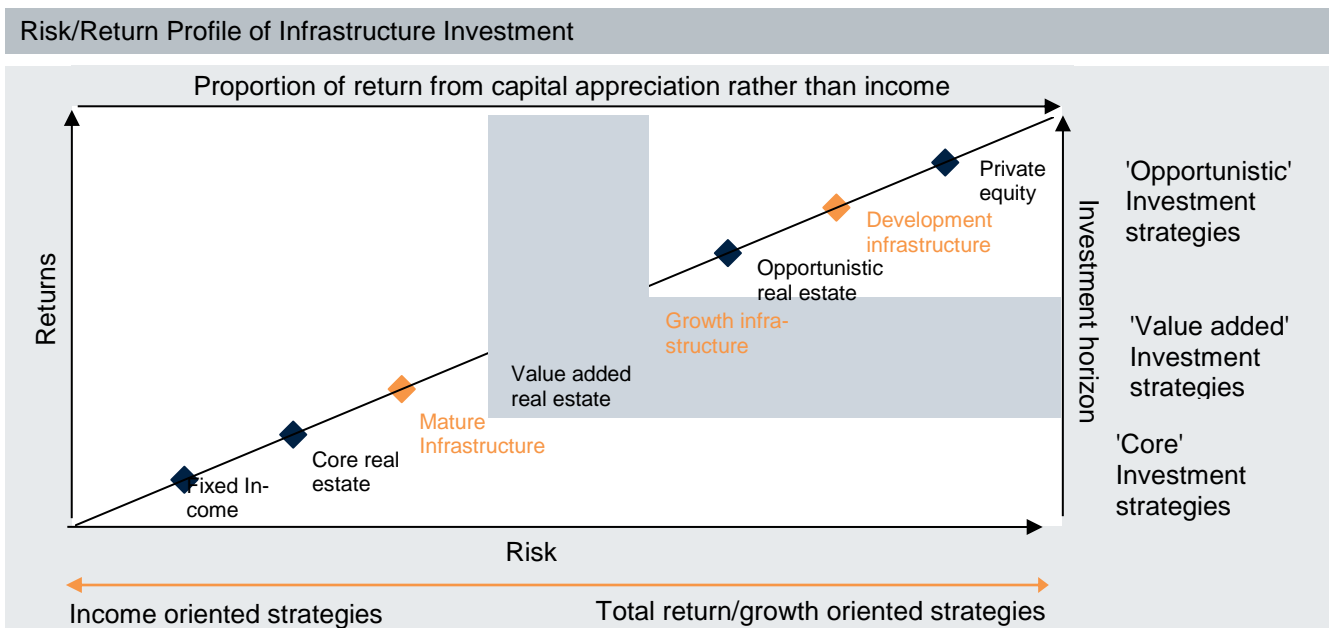 Risk/Return Profile of Infrastructure Investment
Proportion of return from capital appreciation rather than income
Returns
Private
equity
Development
infrastructure
Opportunistic
real estate
Growth infra-
structure
Value added
real estate
Mature
Infrastructure
Core real
estate
Fixed In-
come
Investment horizon
'Opportunistic'
Investment
strategies
'Value added'
Investment
strategies
'Core'
Investment
strategies
Risk
Income oriented strategies
Total return/growth oriented strategies